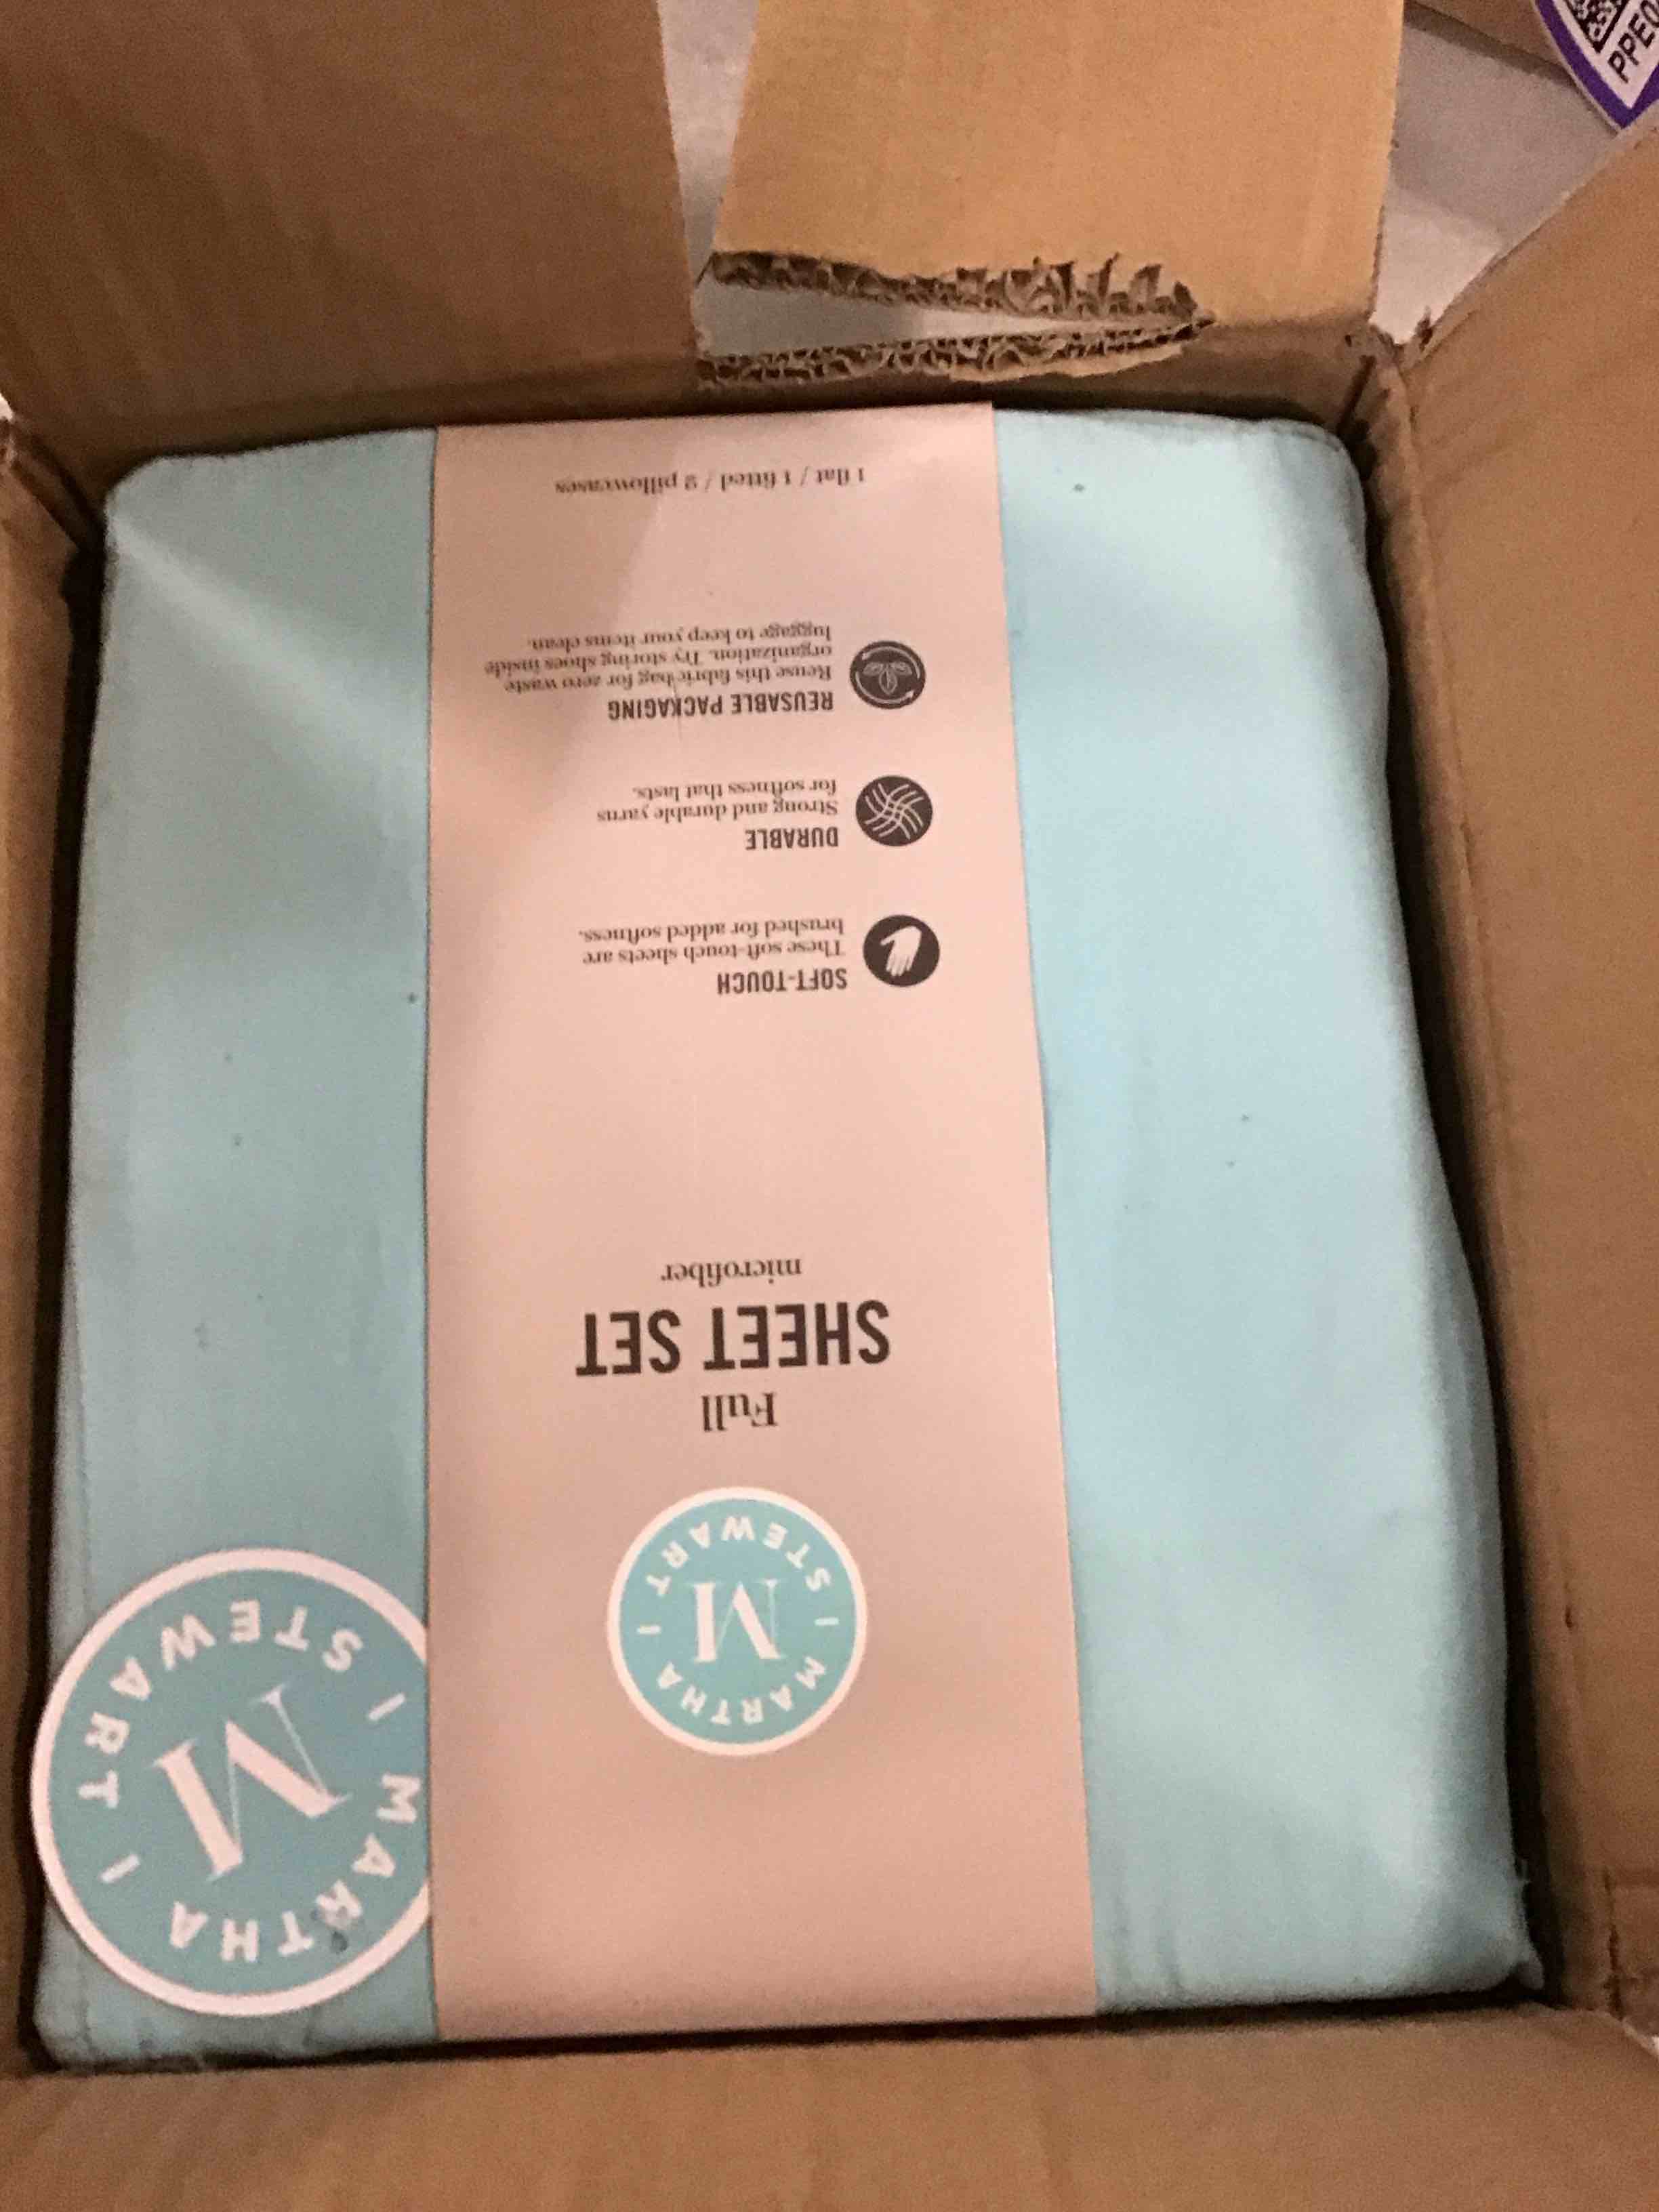 MARTHA STEWART
M
Full
SHEET SET
microfiber
SOFT-TOUCH
These soft-touch sheets are
brushed for added softness.
DURABLE
Strong and durable yarns
for softness that lasts.
REUSABLE PACKAGING
Reuse this fabric bag for zero waste
organization. Try storing shoes inside
luggage to keep your items clean.
1 flat / 1 fitted / 2 pillowcases
MARTHA STEWART
M